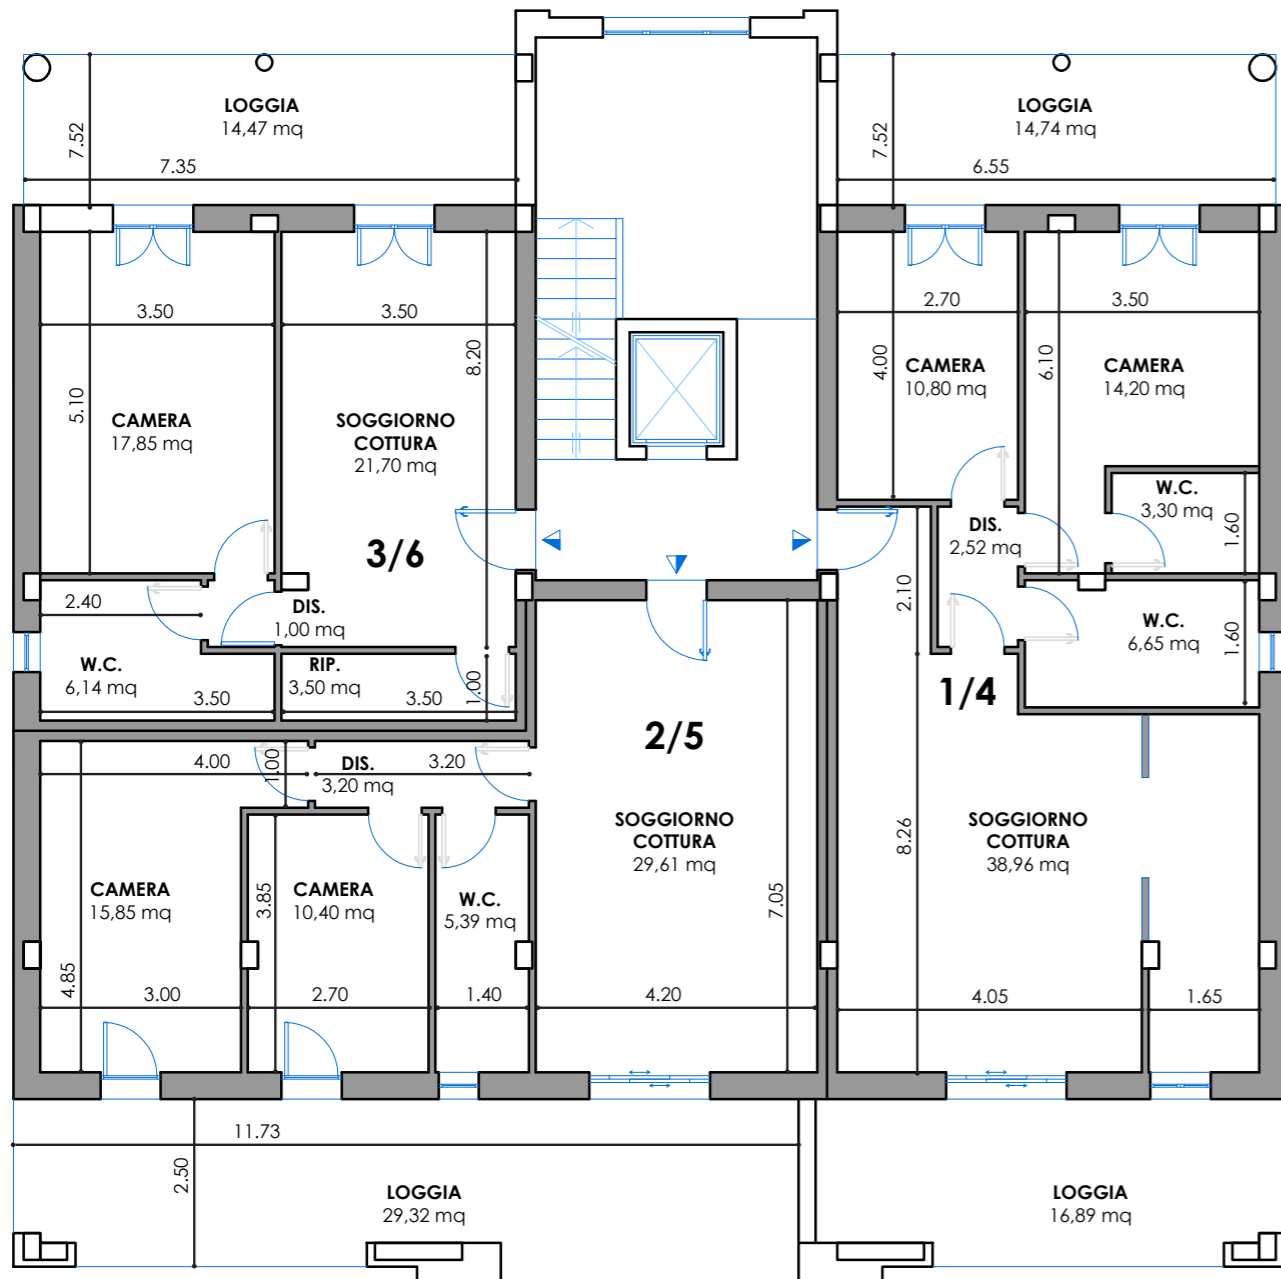 LOGGIA
14,47 mq
7.52
7.35
LOGGIA
14,74 mq
7.52
6.55
3.50
3.50
5.10
8.20
CAMERA
17,85 mq
SOGGIORNO
COTTURA
21,70 mq
3/6
2.70
3.50
4.00
6.10
CAMERA
10,80 mq
CAMERA
14,20 mq
W.C.
3,30 mq
1.60
DIS.
2,52 mq
2.10
2.40
DIS.
1,00 mq
W.C.
6,14 mq
3.50
RIP.
3,50 mq
3.50
1.00
W.C.
6,65 mq
1.60
1/4
2/5
4.00
1.00
DIS.
3,20 mq
3.20
SOGGIORNO
COTTURA
29,61 mq
7.05
8.26
SOGGIORNO
COTTURA
38,96 mq
CAMERA
15,85 mq
3.85
CAMERA
10,40 mq
W.C.
5,39 mq
4.85
3.00
2.70
1.40
4.20
4.05
1.65
11.73
2.50
LOGGIA
29,32 mq
LOGGIA
16,89 mq